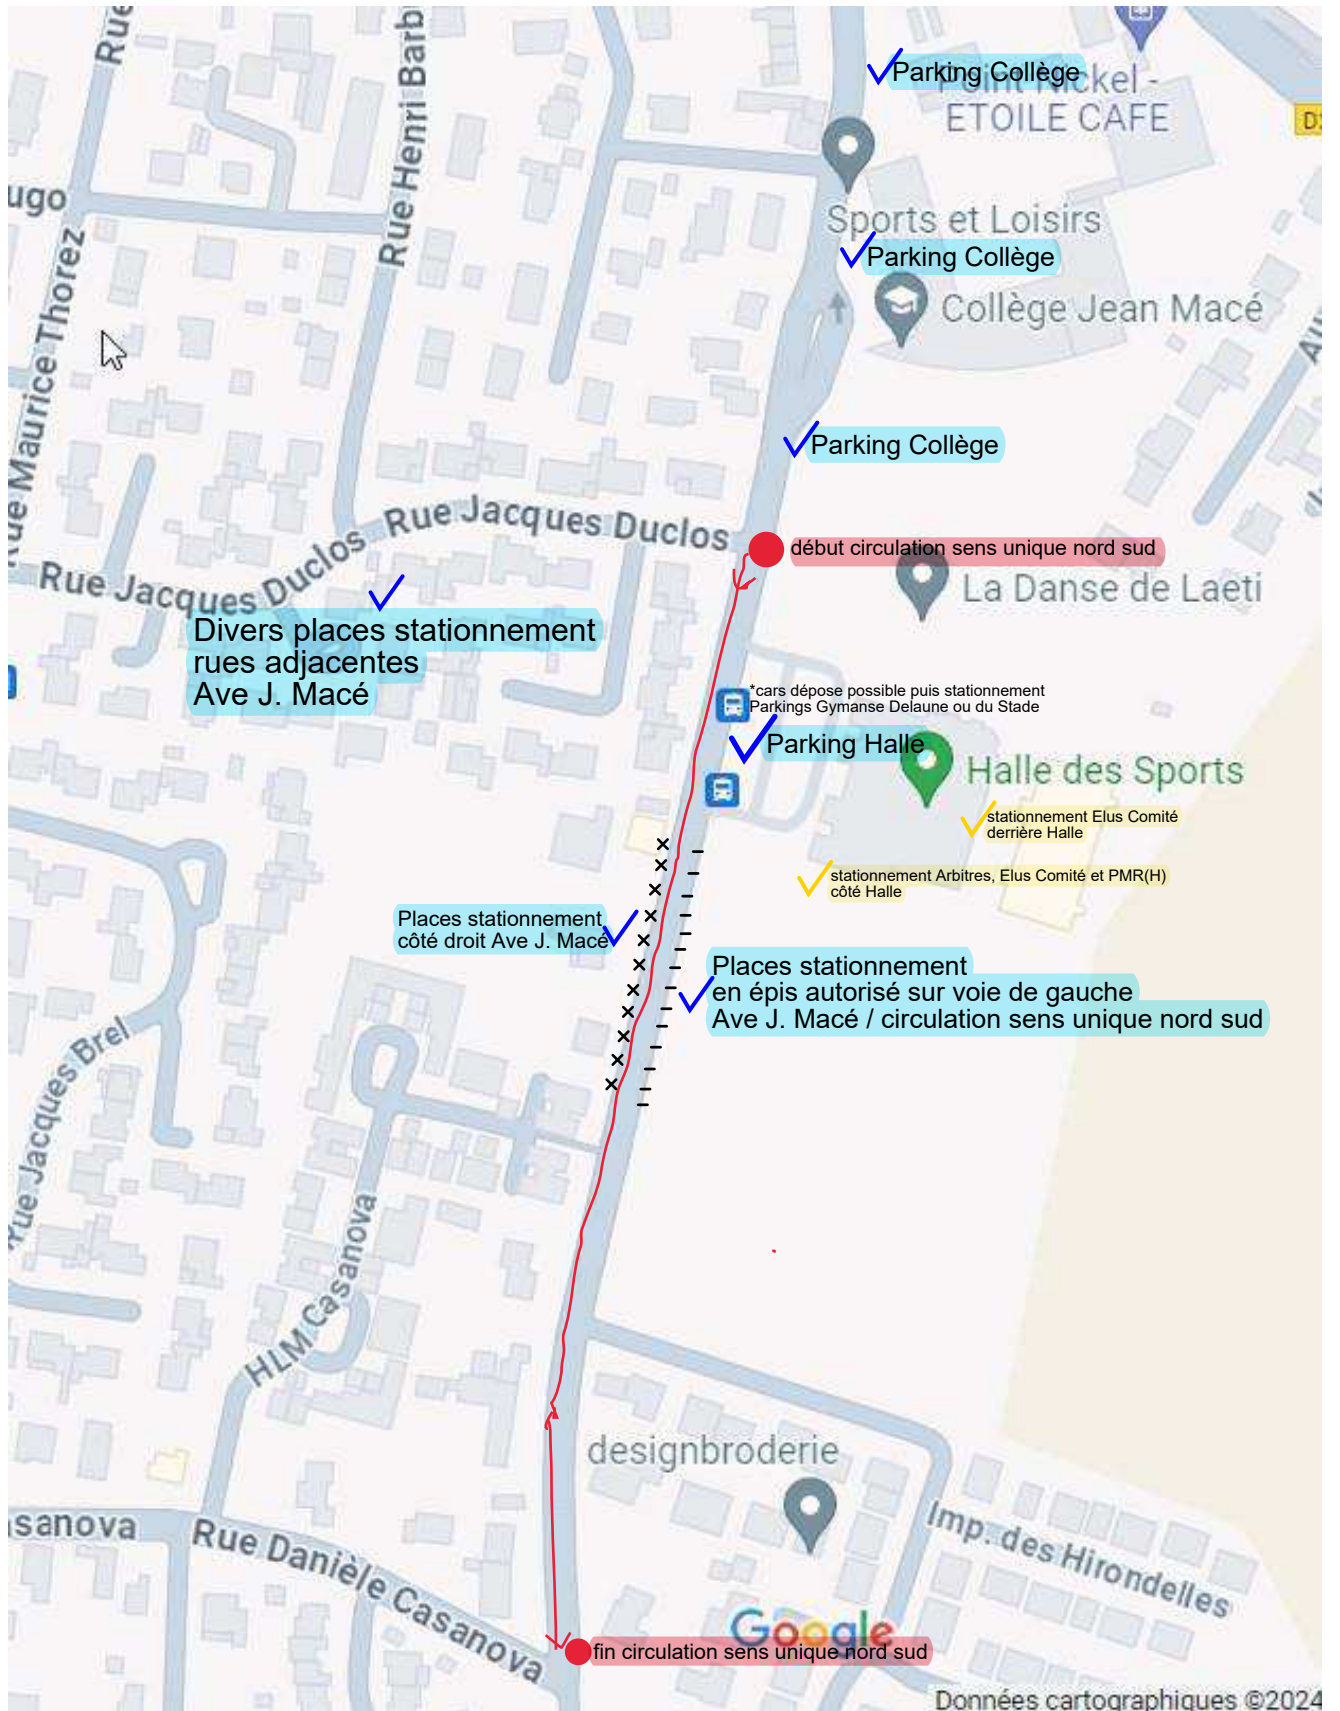 Rue
Rue Henri Barb
Parking Collège
Point Nickel -
ETOILE CAFE
ugo
Sports et Loisirs
Parking Collège
Collège Jean Macé
Rue Maurice Thorez
Parking Collège
Rue Jacques Duclos
début circulation sens unique nord sud
Rue Jacques Duclos
La Danse de Laeti
Divers places stationnement
rues adjacentes
Ave J. Macé
*cars dépose possible puis stationnement
Parkings Gymanse Delaune ou du Stade
Parking Halle
Halle des Sports
stationnement Elus Comité
derrière Halle
stationnement Arbitres, Elus Comité et PMR(H)
côté Halle
Places stationnement
côté droit Ave J. Macé
Places stationnement
en épis autorisé sur voie de gauche
Ave J. Macé / circulation sens unique nord sud
Rue Jacques Brel
HLM Casanova
designbroderie
sanova
Rue Danièle Casanova
Imp. des Hirondelles
Google
fin circulation sens unique nord sud
Données cartographiques ©2024